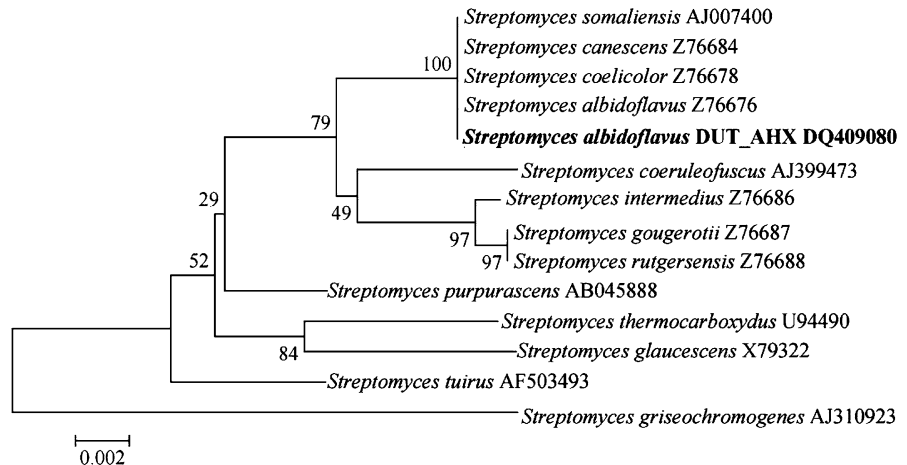 Streptomyces somaliensis AJ007400
Streptomyces canescens Z76684
100
Streptomyces coelicolor Z76678
Streptomyces albidoflavus Z76676
79
Streptomyces albidoflavus DUT_AHX DQ409080
Streptomyces coeruleofuscus AJ399473
29
49
Streptomyces intermedius Z76686
97
Streptomyces gougerotii Z76687
52
97
Streptomyces rutgersensis Z76688
Streptomyces purpurascens AB045888
Streptomyces thermocarboxydus U94490
84
Streptomyces glaucescens X79322
Streptomyces tuirus AF503493
Streptomyces griseochromogenes AJ310923
0.002